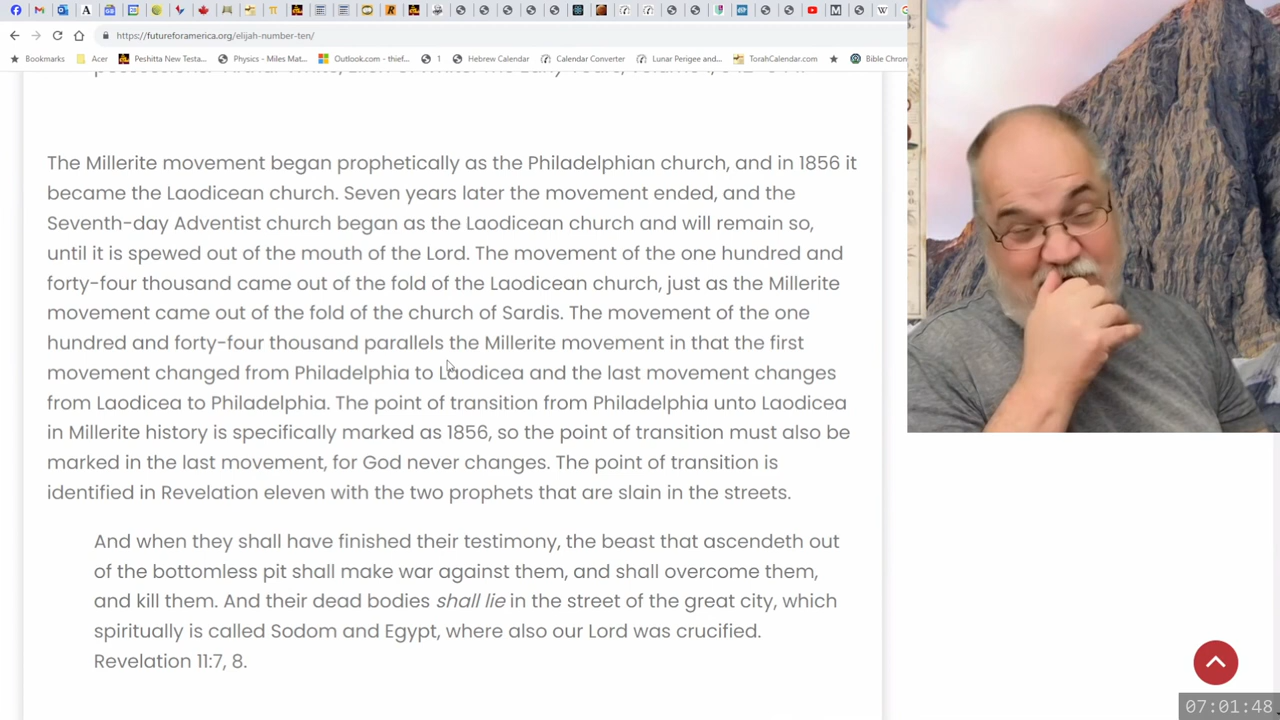 https://futureforamerica.org/elijah-number-ten/
Bookmarks Acer Peshitta New Testa... Physics - Miles Mat... Outlook.com - thief... 1 Hebrew Calendar Calendar Converter Lunar Perigee and... TorahCalendar.com Bible Chron
The Millerite movement began prophetically as the Philadelphian church, and in 1856 it
became the Laodicean church. Seven years later the movement ended, and the
Seventh-day Adventist church began as the Laodicean church and will remain so,
until it is spewed out of the mouth of the Lord. The movement of the one hundred and
forty-four thousand came out of the fold of the Laodicean church, just as the Millerite
movement came out of the fold of the church of Sardis. The movement of the one
hundred and forty-four thousand parallels the Millerite movement in that the first
movement changed from Philadelphia to Laodicea and the last movement changes
from Laodicea to Philadelphia. The point of transition from Philadelphia unto Laodicea
in Millerite history is specifically marked as 1856, so the point of transition must also be
marked in the last movement, for God never changes. The point of transition is
identified in Revelation eleven with the two prophets that are slain in the streets.
And when they shall have finished their testimony, the beast that ascendeth out
of the bottomless pit shall make war against them, and shall overcome them,
and kill them. And their dead bodies shall lie in the street of the great city, which
spiritually is called Sodom and Egypt, where also our Lord was crucified.
Revelation 11:7, 8.
07:01:48